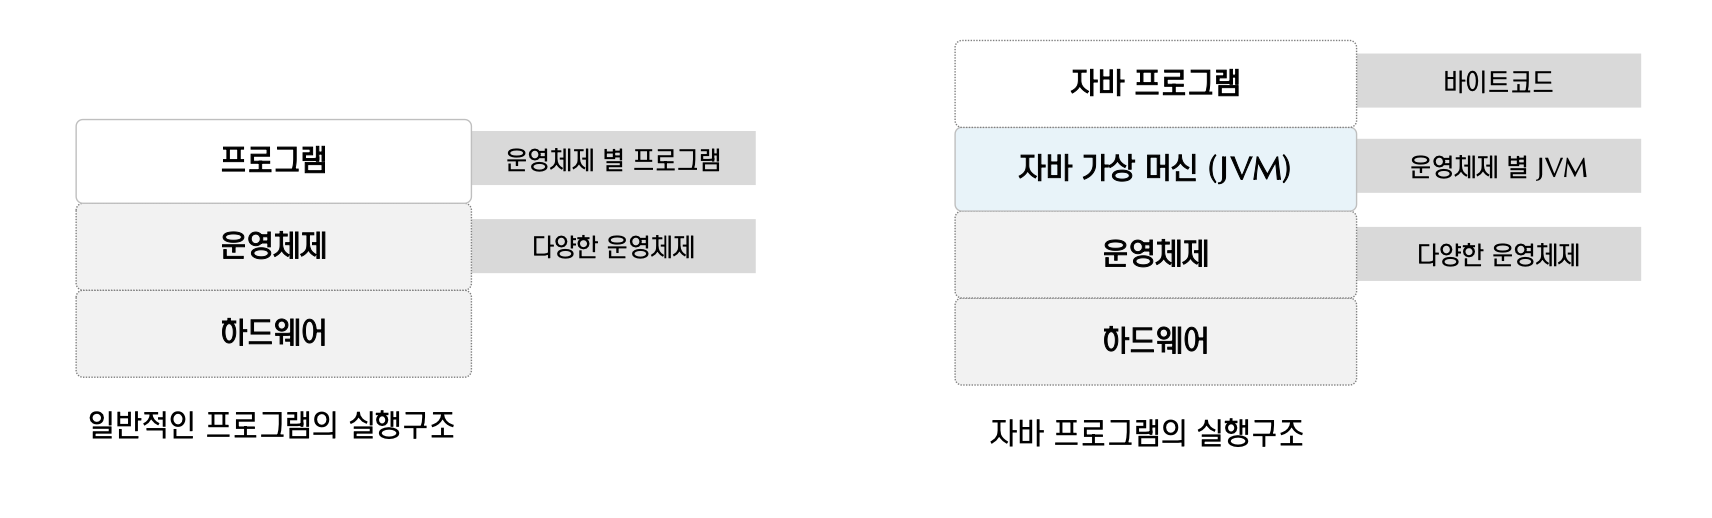 프로그램
운영체제 별 프로그램
운영체제
다양한 운영체제
하드웨어
일반적인 프로그램의 실행구조
자바 프로그램
바이트코드
자바 가상 머신 (JVM)
운영체제 별 JVM
운영체제
다양한 운영체제
하드웨어
자바 프로그램의 실행구조